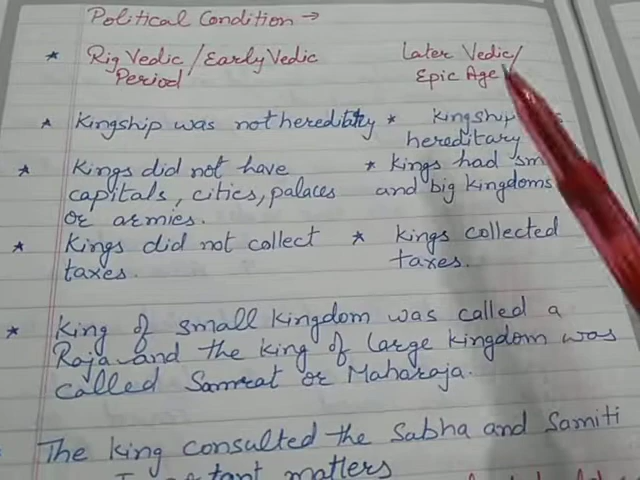 Political Condition →
* Rig Vedic / Early Vedic Period
Later Vedic / Epic Age
* Kingship was not hereditary
* Kingship
hereditary
* Kings did not have
capitals, cities, palaces
or armies.
* Kings had
and big kingdoms
* Kings did not collect
taxes.
* Kings collected
taxes.
* King of small kingdom was called a
Raja and the king of large kingdom was
called Samrat or Maharaja.
The king consulted the Sabha and Samiti
matters